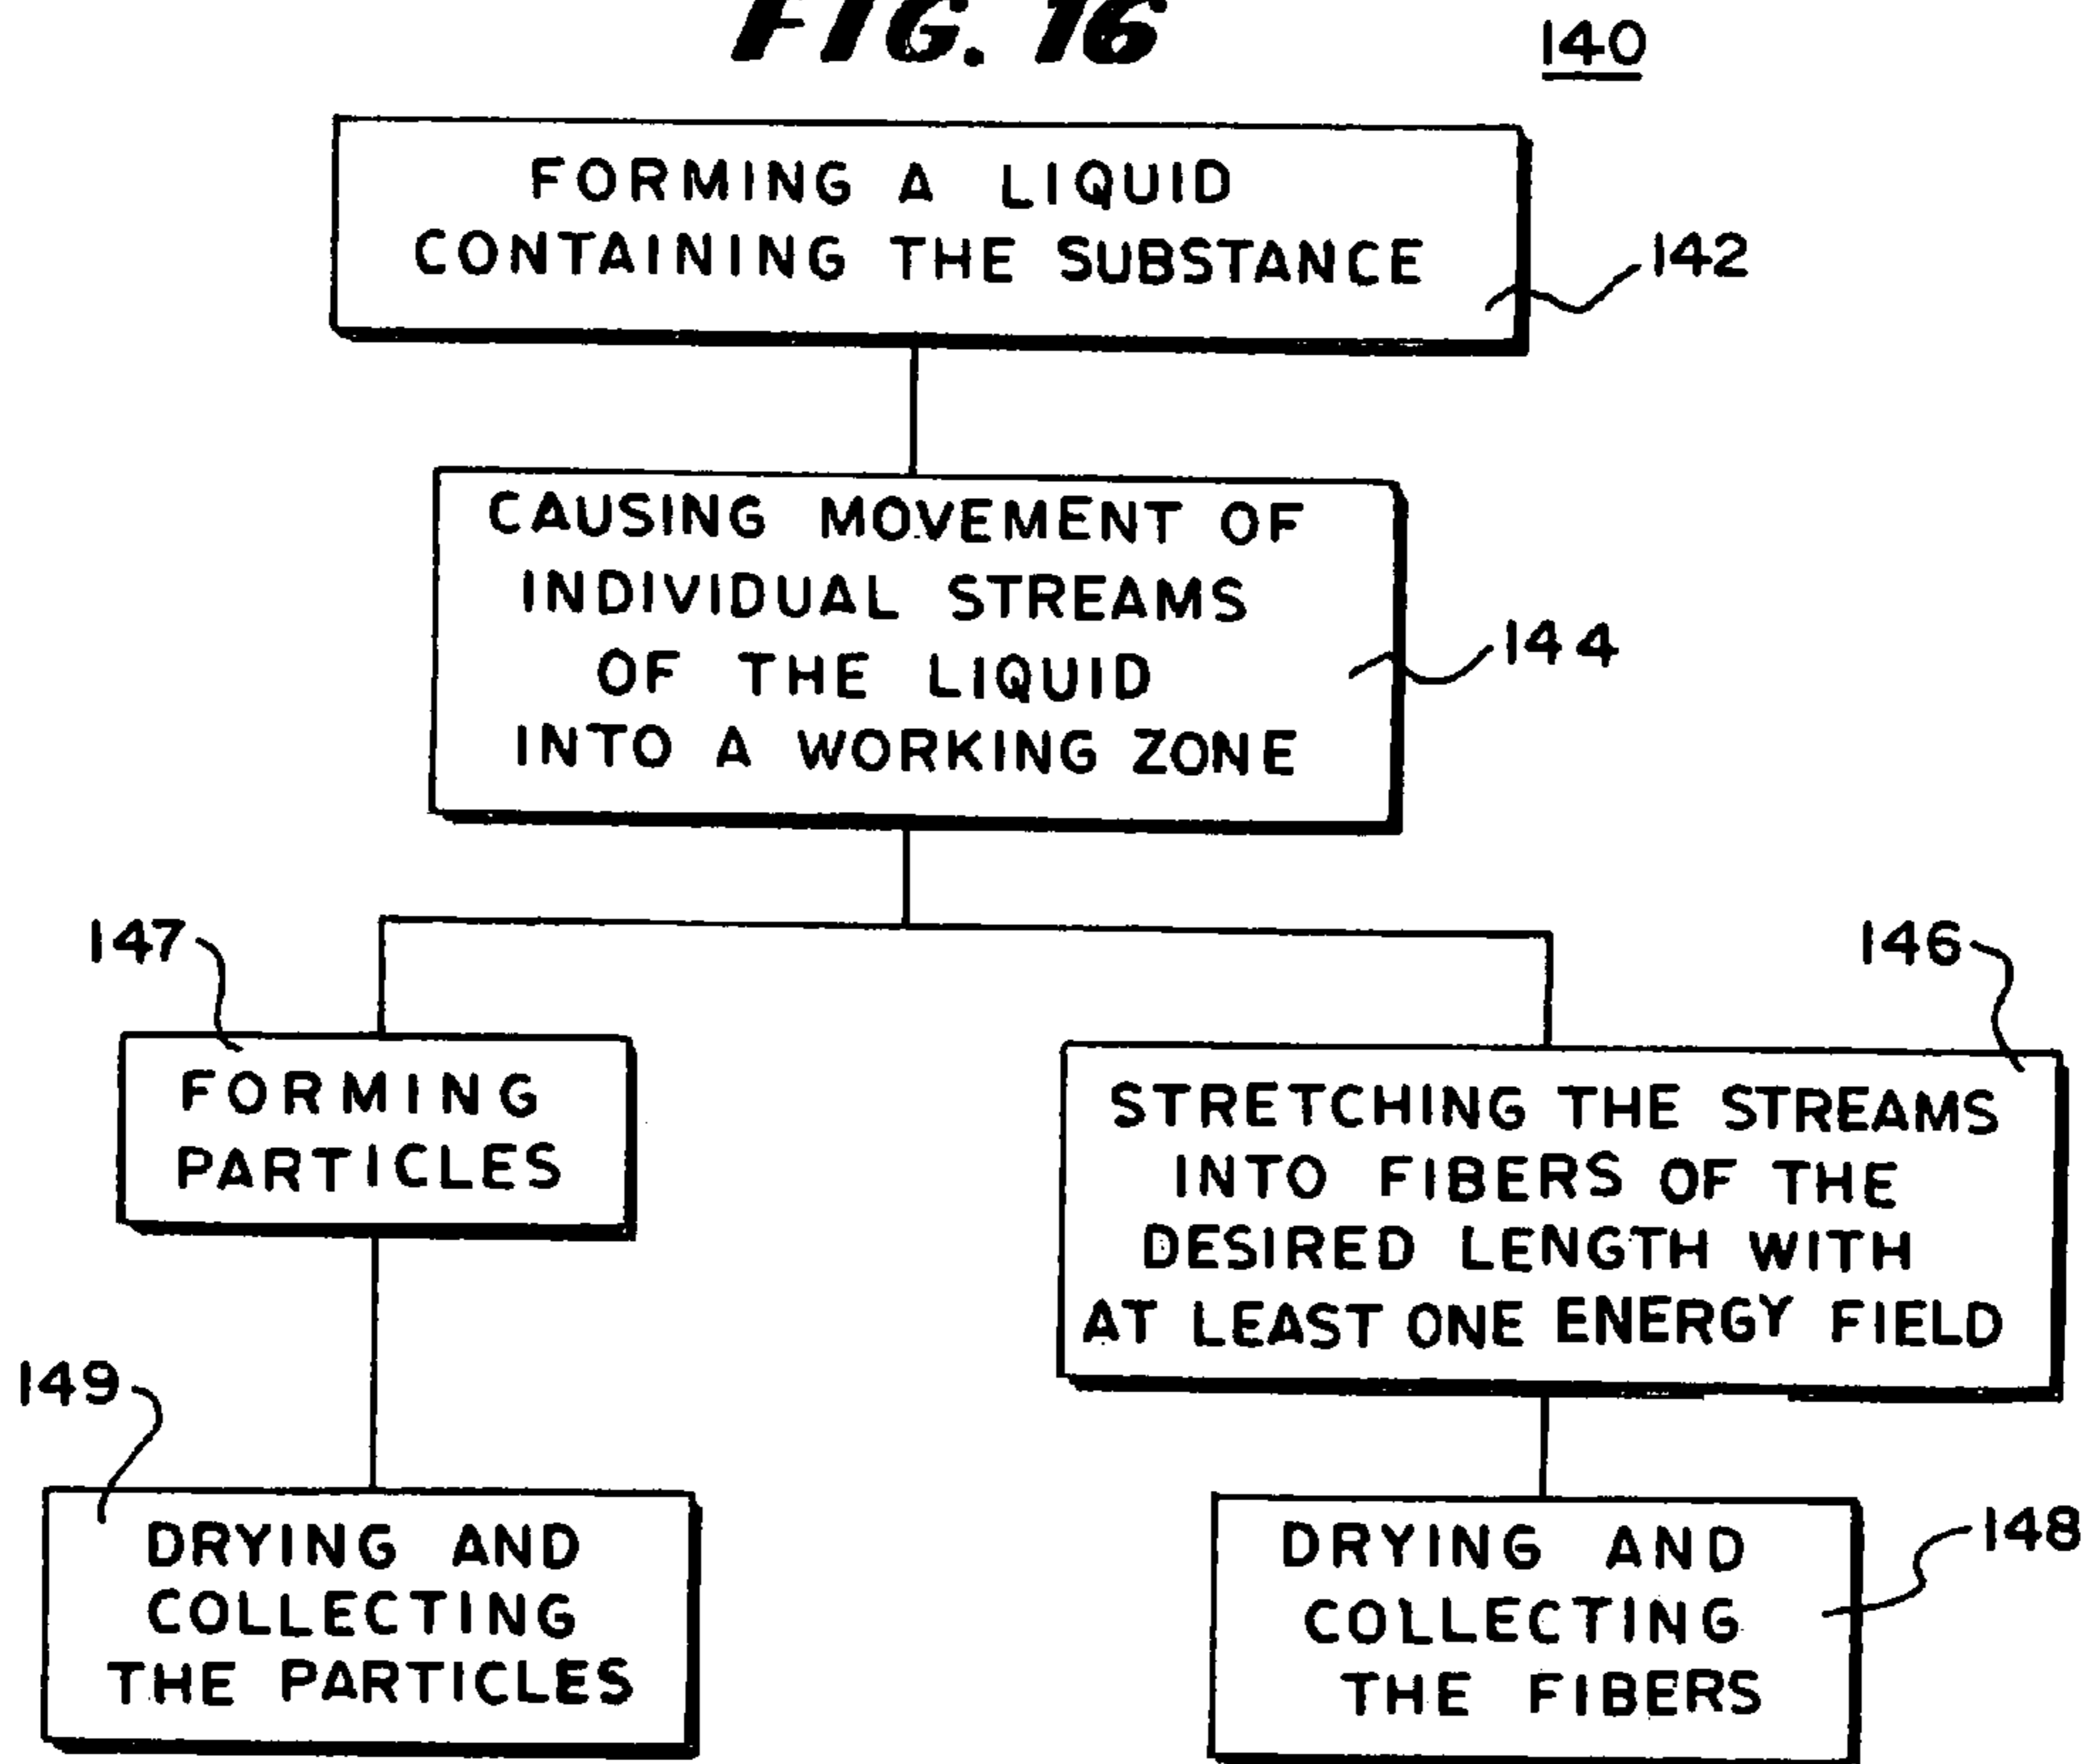 FIG. 16
140
FORMING A LIQUID
CONTAINING THE SUBSTANCE
142
CAUSING MOVEMENT OF
INDIVIDUAL STREAMS
OF THE LIQUID
INTO A WORKING ZONE
144
147
FORMING
PARTICLES
146
STRETCHING THE STREAMS
INTO FIBERS OF THE
DESIRED LENGTH WITH
AT LEAST ONE ENERGY FIELD
149
DRYING AND
COLLECTING
THE PARTICLES
DRYING AND
COLLECTING
THE FIBERS
148